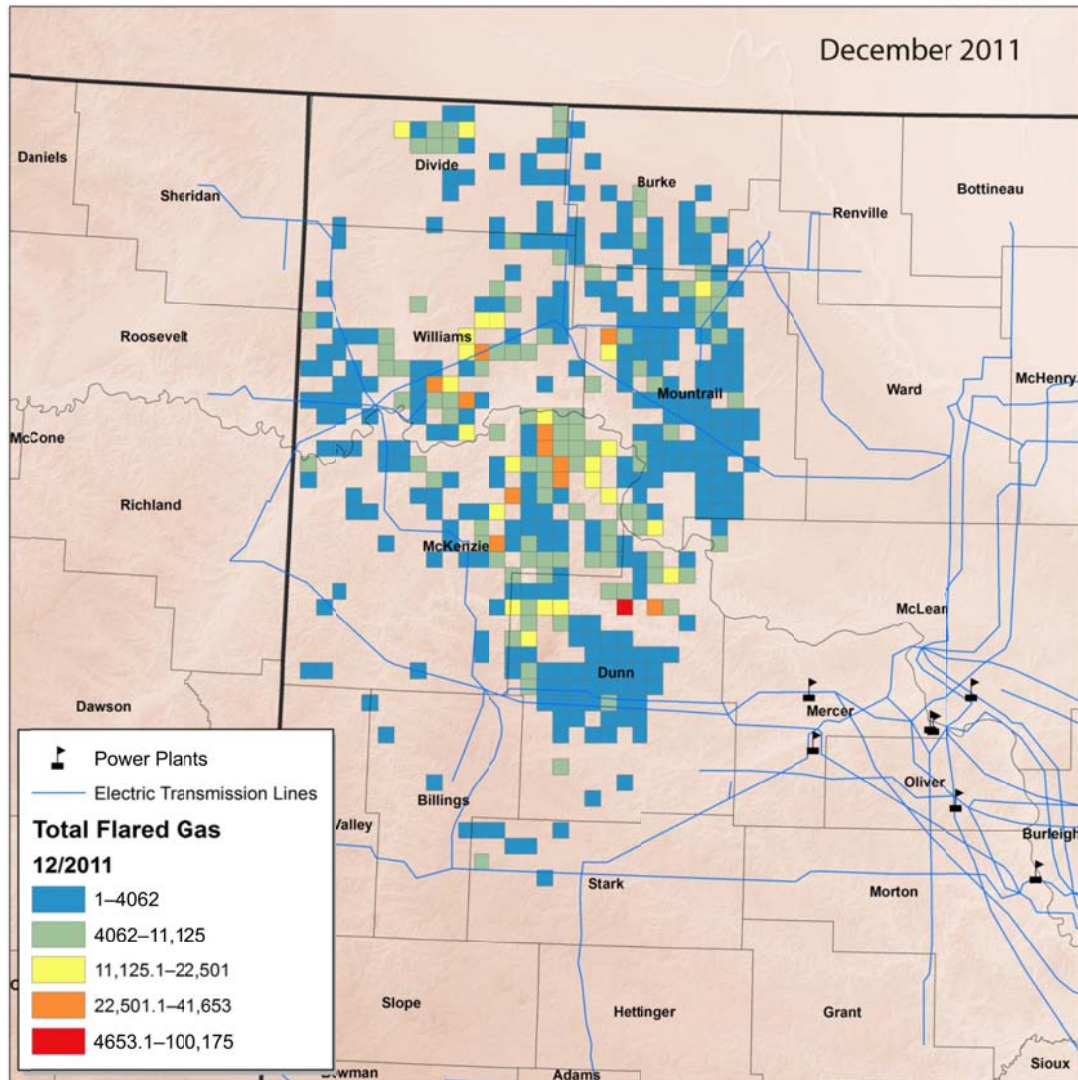 December 2011
Daniels
Sheridan
Divide
Burke
Renville
Bottineau
Roosevelt
Williams
Mountrail
Ward
McHenry
McCone
Richland
McKenzie
McLean
Dunn
Dawson
Mercer
Oliver
Billings
Valley
Burleigh
Stark
Morton
Slope
Hettinger
Grant
Sioux
Bowman
Adams
Power Plants
Electric Transmission Lines
Total Flared Gas
12/2011
1–4062
4062–11,125
11,125.1–22,501
22,501.1–41,653
4653.1–100,175